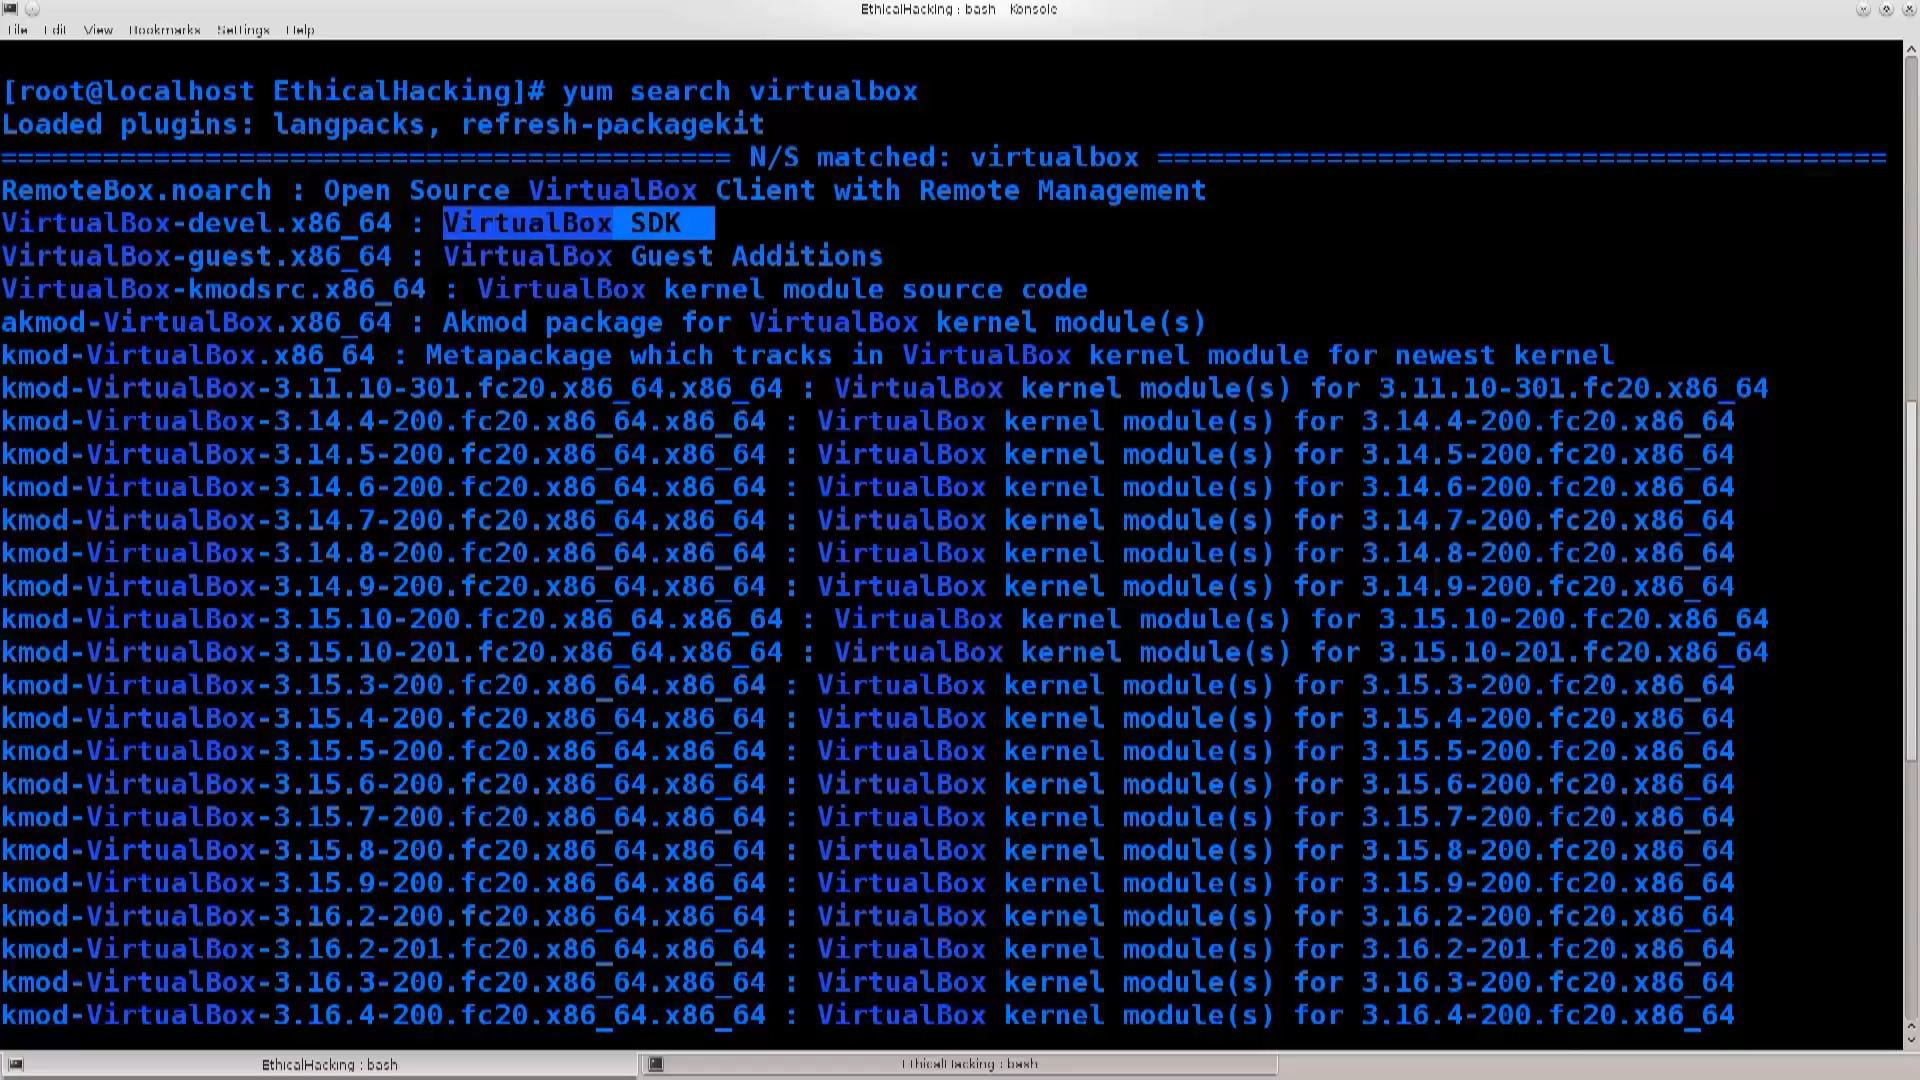 EthicalHacking : bash   Konsole
File Edit View Bookmarks Settings Help
[root@localhost EthicalHacking]# yum search virtualbox
Loaded plugins: langpacks, refresh-packagekit
=========================================== N/S matched: virtualbox ===========================================
RemoteBox.noarch : Open Source VirtualBox Client with Remote Management
VirtualBox-devel.x86_64 : VirtualBox SDK
VirtualBox-guest.x86_64 : VirtualBox Guest Additions
VirtualBox-kmodsrc.x86_64 : VirtualBox kernel module source code
akmod-VirtualBox.x86_64 : Akmod package for VirtualBox kernel module(s)
kmod-VirtualBox.x86_64 : Metapackage which tracks in VirtualBox kernel module for newest kernel
kmod-VirtualBox-3.11.10-301.fc20.x86_64.x86_64 : VirtualBox kernel module(s) for 3.11.10-301.fc20.x86_64
kmod-VirtualBox-3.14.4-200.fc20.x86_64.x86_64 : VirtualBox kernel module(s) for 3.14.4-200.fc20.x86_64
kmod-VirtualBox-3.14.5-200.fc20.x86_64.x86_64 : VirtualBox kernel module(s) for 3.14.5-200.fc20.x86_64
kmod-VirtualBox-3.14.6-200.fc20.x86_64.x86_64 : VirtualBox kernel module(s) for 3.14.6-200.fc20.x86_64
kmod-VirtualBox-3.14.7-200.fc20.x86_64.x86_64 : VirtualBox kernel module(s) for 3.14.7-200.fc20.x86_64
kmod-VirtualBox-3.14.8-200.fc20.x86_64.x86_64 : VirtualBox kernel module(s) for 3.14.8-200.fc20.x86_64
kmod-VirtualBox-3.14.9-200.fc20.x86_64.x86_64 : VirtualBox kernel module(s) for 3.14.9-200.fc20.x86_64
kmod-VirtualBox-3.15.10-200.fc20.x86_64.x86_64 : VirtualBox kernel module(s) for 3.15.10-200.fc20.x86_64
kmod-VirtualBox-3.15.10-201.fc20.x86_64.x86_64 : VirtualBox kernel module(s) for 3.15.10-201.fc20.x86_64
kmod-VirtualBox-3.15.3-200.fc20.x86_64.x86_64 : VirtualBox kernel module(s) for 3.15.3-200.fc20.x86_64
kmod-VirtualBox-3.15.4-200.fc20.x86_64.x86_64 : VirtualBox kernel module(s) for 3.15.4-200.fc20.x86_64
kmod-VirtualBox-3.15.5-200.fc20.x86_64.x86_64 : VirtualBox kernel module(s) for 3.15.5-200.fc20.x86_64
kmod-VirtualBox-3.15.6-200.fc20.x86_64.x86_64 : VirtualBox kernel module(s) for 3.15.6-200.fc20.x86_64
kmod-VirtualBox-3.15.7-200.fc20.x86_64.x86_64 : VirtualBox kernel module(s) for 3.15.7-200.fc20.x86_64
kmod-VirtualBox-3.15.8-200.fc20.x86_64.x86_64 : VirtualBox kernel module(s) for 3.15.8-200.fc20.x86_64
kmod-VirtualBox-3.15.9-200.fc20.x86_64.x86_64 : VirtualBox kernel module(s) for 3.15.9-200.fc20.x86_64
kmod-VirtualBox-3.16.2-200.fc20.x86_64.x86_64 : VirtualBox kernel module(s) for 3.16.2-200.fc20.x86_64
kmod-VirtualBox-3.16.2-201.fc20.x86_64.x86_64 : VirtualBox kernel module(s) for 3.16.2-201.fc20.x86_64
kmod-VirtualBox-3.16.3-200.fc20.x86_64.x86_64 : VirtualBox kernel module(s) for 3.16.3-200.fc20.x86_64
kmod-VirtualBox-3.16.4-200.fc20.x86_64.x86_64 : VirtualBox kernel module(s) for 3.16.4-200.fc20.x86_64
EthicalHacking : bash   EthicalHacking : bash